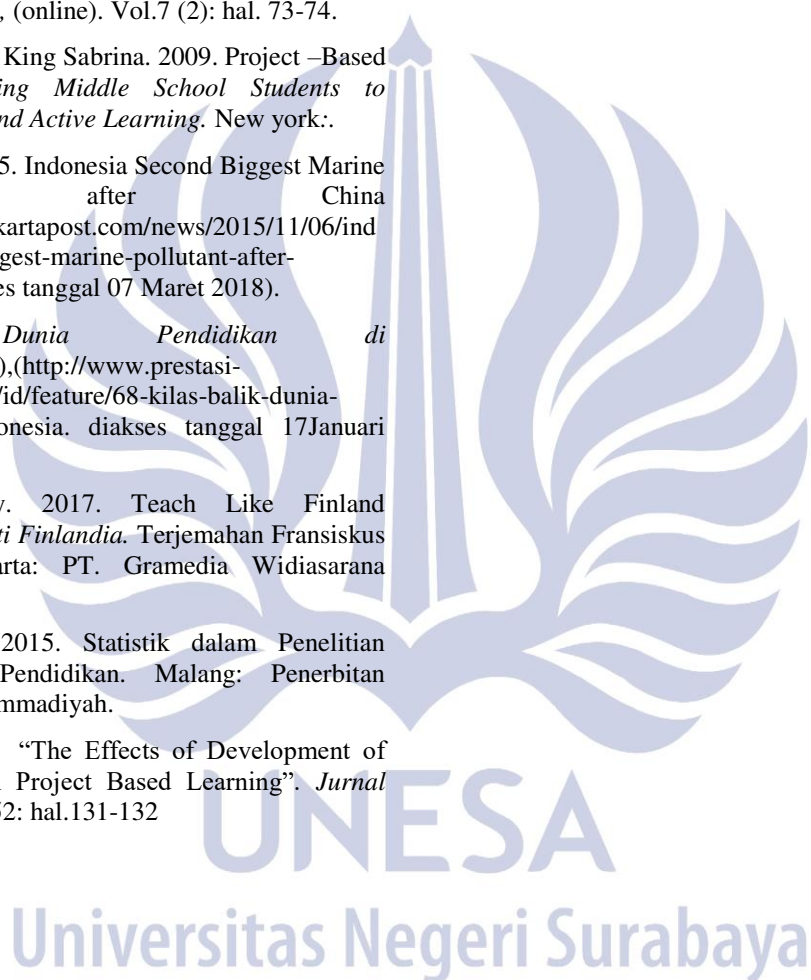 , (online). Vol.7 (2): hal. 73-74.
King Sabrina. 2009. Project –Based
ing Middle School Students to
nd Active Learning. New york:.
5. Indonesia Second Biggest Marine
after China
kartapost.com/news/2015/11/06/ind
ggest-marine-pollutant-after-
es tanggal 07 Maret 2018).
Dunia Pendidikan di
),(http://www.prestasi-
/id/feature/68-kilas-balik-dunia-
onesia. diakses tanggal 17Januari
y. 2017. Teach Like Finland
ti Finlandia. Terjemahan Fransiskus
arta: PT. Gramedia Widiasarana
2015. Statistik dalam Penelitian
Pendidikan. Malang: Penerbitan
mmadiyah.
“The Effects of Development of
Project Based Learning”. Jurnal
52: hal.131-132
UNESA
Universitas Negeri Surabaya